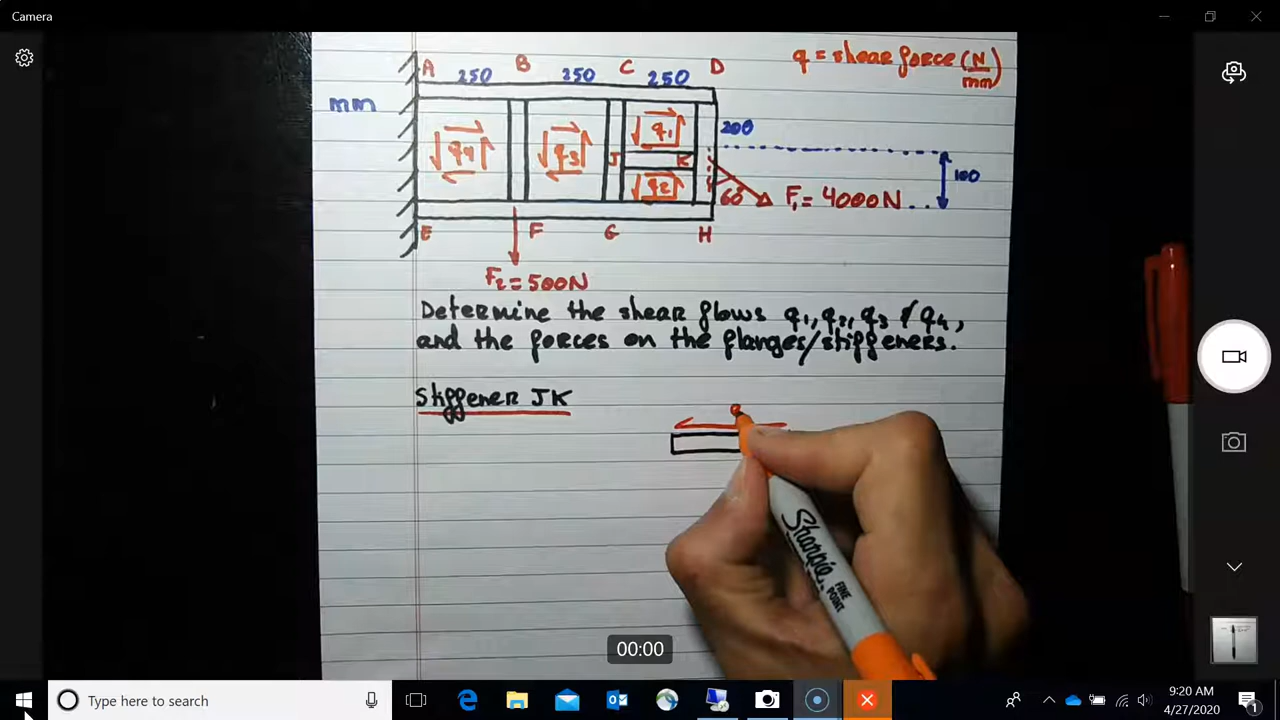 Camera
A 250 B 250 C 250 D
q = shear force (N/mm)
mm
q4 q3 q1
J K
q2
200
100
60 F1 = 4000N
E F G H
F2 = 500N
Determine the shear flows q1, q2, q3 & q4,
and the forces on the flanges/stiffeners.
Stiffener JK
Sharpie
FINE
POINT
00:00
Type here to search
9:20 AM
4/27/2020